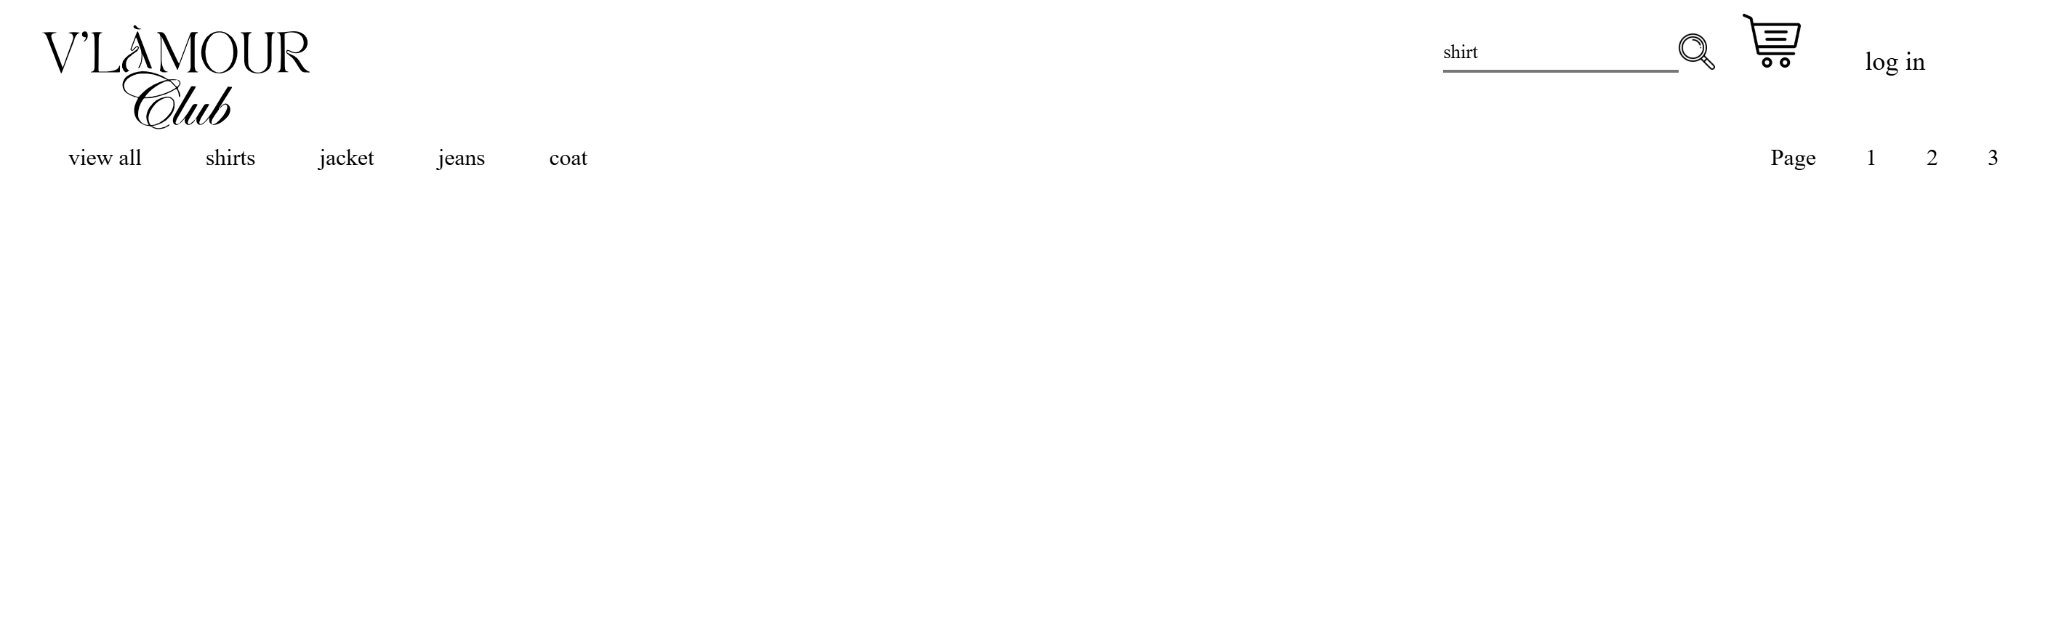 V'LÀMOUR
Club
shirt
log in
view all shirts jacket jeans coat
Page 1 2 3